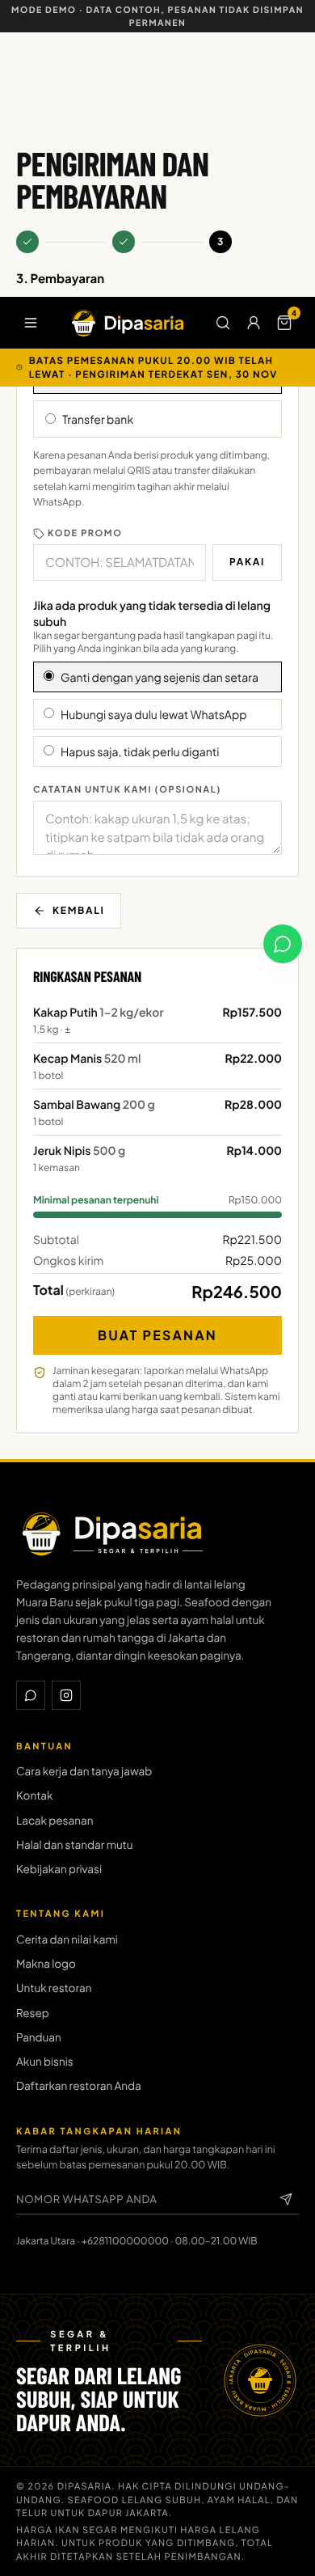 MODE DEMO · DATA CONTOH, PESANAN TIDAK DISIMPAN
PERMANEN
PENGIRIMAN DAN
PEMBAYARAN
3
3. Pembayaran
Dipasaria
4
BATAS PEMESANAN PUKUL 20.00 WIB TELAH
LEWAT · PENGIRIMAN TERDEKAT SEN, 30 NOV
Transfer bank
Karena pesanan Anda berisi produk yang ditimbang,
pembayaran melalui QRIS atau transfer dilakukan
setelah kami mengirim tagihan akhir melalui
WhatsApp.
KODE PROMO
CONTOH: SELAMATDATAN
PAKAI
Jika ada produk yang tidak tersedia di lelang
subuh
Ikan segar bergantung pada hasil tangkapan pagi itu.
Pilih yang Anda inginkan bila ada yang kurang.
Ganti dengan yang sejenis dan setara
Hubungi saya dulu lewat WhatsApp
Hapus saja, tidak perlu diganti
CATATAN UNTUK KAMI (OPSIONAL)
Contoh: kakap ukuran 1,5 kg ke atas;
titipkan ke satpam bila tidak ada orang
di rumah
KEMBALI
RINGKASAN PESANAN
Kakap Putih 1–2 kg/ekor Rp157.500
1,5 kg · ±
Kecap Manis 520 ml Rp22.000
1 botol
Sambal Bawang 200 g Rp28.000
1 botol
Jeruk Nipis 500 g Rp14.000
1 kemasan
Minimal pesanan terpenuhi Rp150.000
Subtotal Rp221.500
Ongkos kirim Rp25.000
Total (perkiraan) Rp246.500
BUAT PESANAN
Jaminan kesegaran: laporkan melalui WhatsApp
dalam 2 jam setelah pesanan diterima, dan kami
ganti atau kami berikan uang kembali. Sistem kami
memeriksa ulang harga saat pesanan dibuat.
Dipasaria
SEGAR & TERPILIH
Pedagang prinsipal yang hadir di lantai lelang
Muara Baru sejak pukul tiga pagi. Seafood dengan
jenis dan ukuran yang jelas serta ayam halal untuk
restoran dan rumah tangga di Jakarta dan
Tangerang, diantar dingin keesokan paginya.
BANTUAN
Cara kerja dan tanya jawab
Kontak
Lacak pesanan
Halal dan standar mutu
Kebijakan privasi
TENTANG KAMI
Cerita dan nilai kami
Makna logo
Untuk restoran
Resep
Panduan
Akun bisnis
Daftarkan restoran Anda
KABAR TANGKAPAN HARIAN
Terima daftar jenis, ukuran, dan harga tangkapan hari ini
sebelum batas pemesanan pukul 20.00 WIB.
NOMOR WHATSAPP ANDA
Jakarta Utara · +6281100000000 · 08.00–21.00 WIB
SEGAR &
TERPILIH
SEGAR DARI LELANG
SUBUH, SIAP UNTUK
DAPUR ANDA.
DIPASARIA · SEGAR & TERPILIH · MUARA BARU · JAKARTA
© 2026 DIPASARIA. HAK CIPTA DILINDUNGI UNDANG-
UNDANG. SEAFOOD LELANG SUBUH, AYAM HALAL, DAN
TELUR UNTUK DAPUR JAKARTA.
HARGA IKAN SEGAR MENGIKUTI HARGA LELANG
HARIAN. UNTUK PRODUK YANG DITIMBANG, TOTAL
AKHIR DITETAPKAN SETELAH PENIMBANGAN.